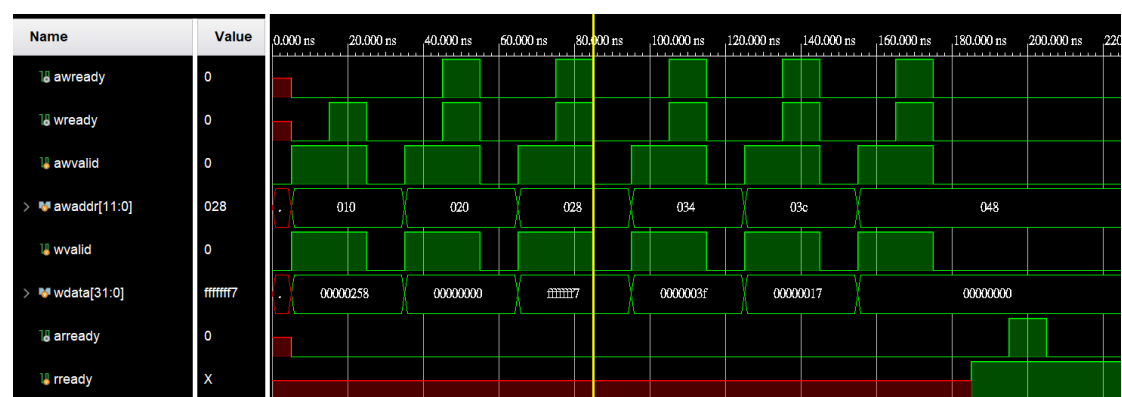 Name Value 0.000 ns 20.000 ns 40.000 ns 60.000 ns 80.000 ns 100.000 ns 120.000 ns 140.000 ns 160.000 ns 180.000 ns 200.000 ns 220
awready 0
wready 0
awvalid 0
awaddr[11:0] 028 . 010 020 028 034 03c 048
wvalid 0
wdata[31:0] fffffff7 . 00000258 00000000 fffffff7 0000003f 00000017 00000000
arready 0
rready X